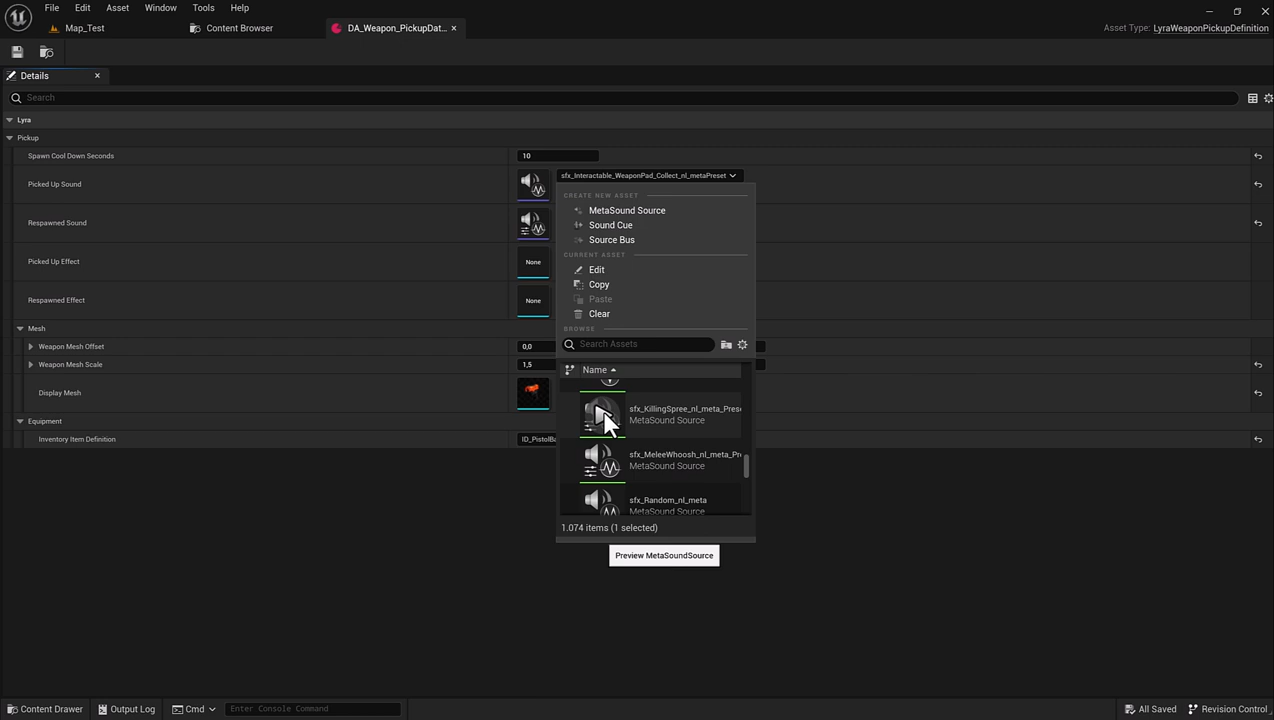 File Edit Asset Window Tools Help
Map_Test Content Browser DA_Weapon_PickupDat... Asset Type: LyraWeaponPickupDefinition
Details
Search
Lyra
Pickup
Spawn Cool Down Seconds 10
Picked Up Sound sfx_Interactable_WeaponPad_Collect_nl_metaPreset
Respawned Sound
Picked Up Effect None
Respawned Effect None
Mesh
Weapon Mesh Offset 0,0
Weapon Mesh Scale 1,5
Display Mesh
Equipment
Inventory Item Definition ID_PistolBa
CREATE NEW ASSET
MetaSound Source
Sound Cue
Source Bus
CURRENT ASSET
Edit
Copy
Paste
Clear
BROWSE
Search Assets
Name
sfx_KillingSpree_nl_meta_Prese
MetaSound Source
sfx_MeleeWhoosh_nl_meta_Pr
MetaSound Source
sfx_Random_nl_meta
MetaSound Source
1.074 items (1 selected)
Preview MetaSoundSource
Content Drawer Output Log Cmd Enter Console Command All Saved Revision Control